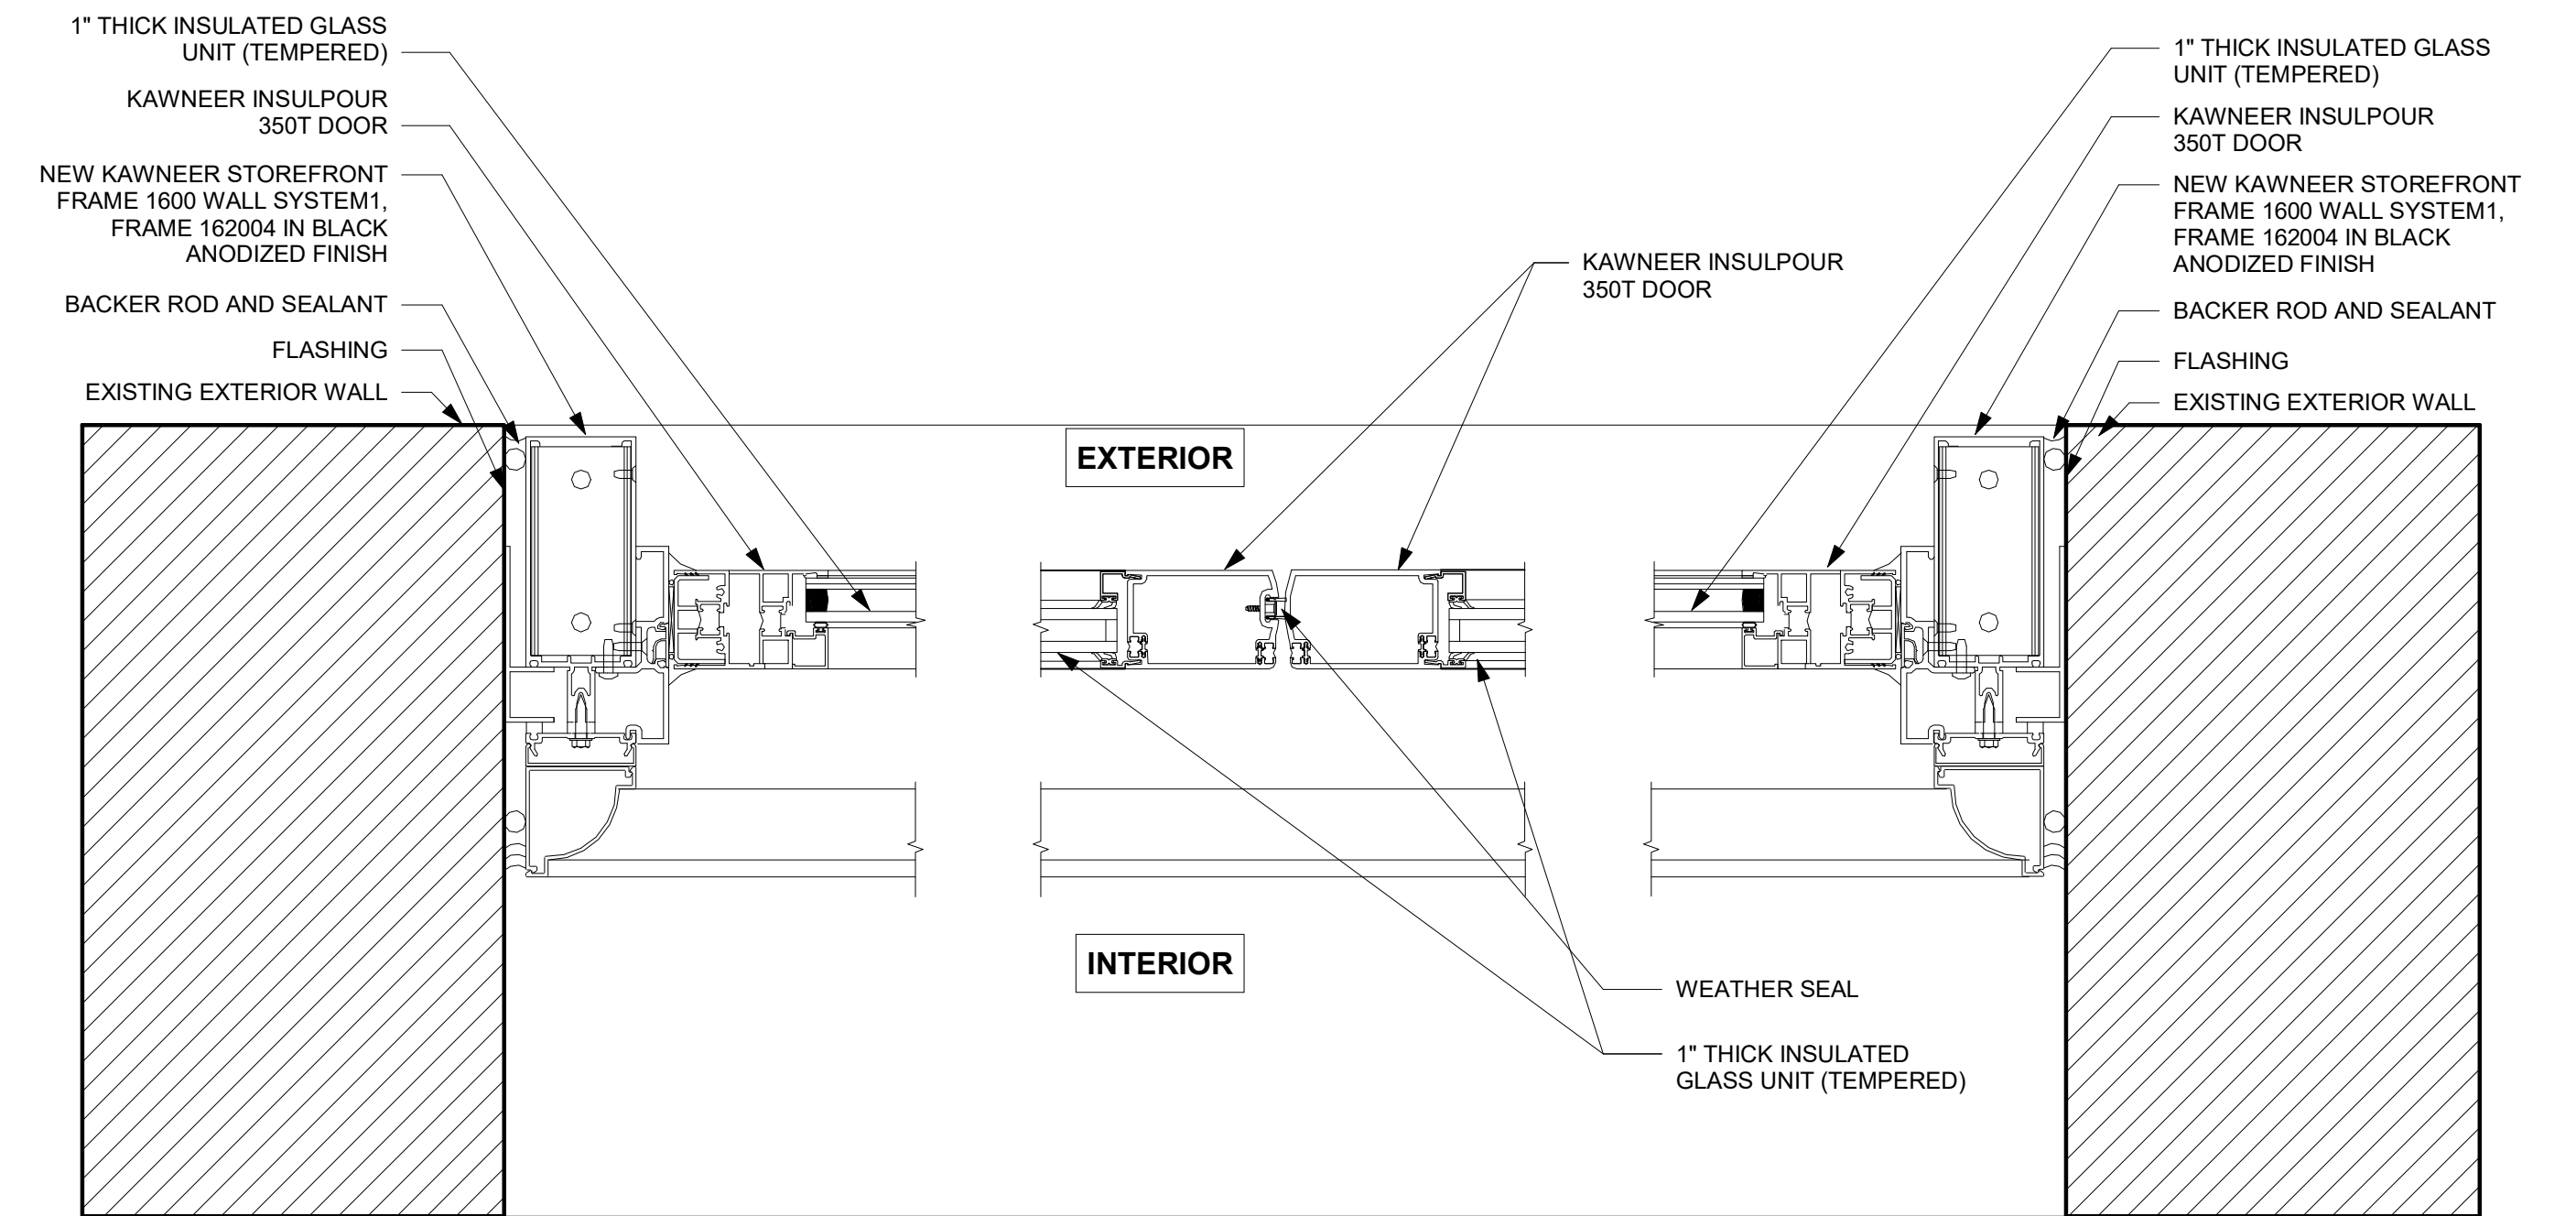 1" THICK INSULATED GLASS
UNIT (TEMPERED)
KAWNEER INSULPOUR
350T DOOR
NEW KAWNEER STOREFRONT
FRAME 1600 WALL SYSTEM1,
FRAME 162004 IN BLACK
ANODIZED FINISH
BACKER ROD AND SEALANT
FLASHING
EXISTING EXTERIOR WALL
KAWNEER INSULPOUR
350T DOOR
1" THICK INSULATED GLASS
UNIT (TEMPERED)
KAWNEER INSULPOUR
350T DOOR
NEW KAWNEER STOREFRONT
FRAME 1600 WALL SYSTEM1,
FRAME 162004 IN BLACK
ANODIZED FINISH
BACKER ROD AND SEALANT
FLASHING
EXISTING EXTERIOR WALL
EXTERIOR
INTERIOR
WEATHER SEAL
1" THICK INSULATED
GLASS UNIT (TEMPERED)